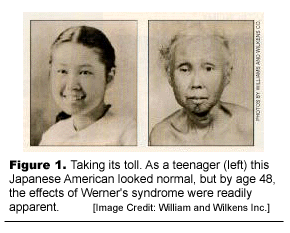 PHOTOS BY WILLIAMS AND WILKENS CO.
Figure 1. Taking its toll. As a teenager (left) this
Japanese American looked normal, but by age 48,
the effects of Werner's syndrome were readily
apparent. [Image Credit: William and Wilkens Inc.]